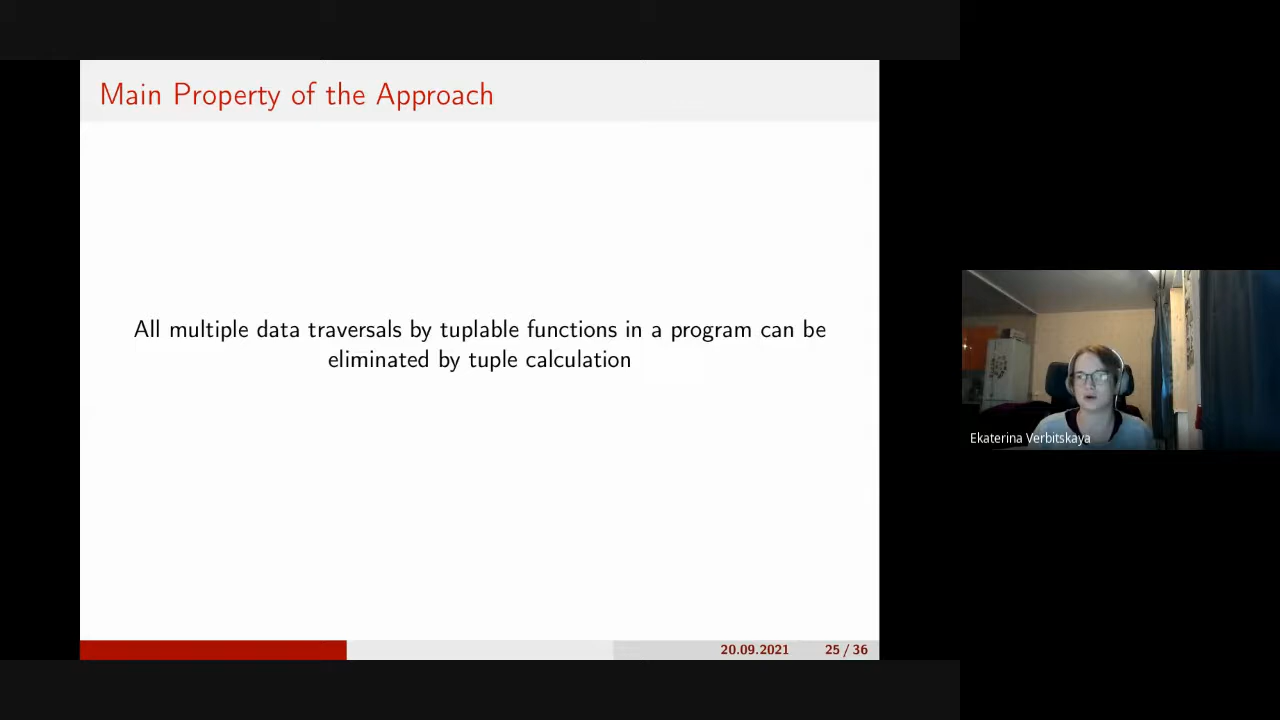 Main Property of the Approach
All multiple data traversals by tuplable functions in a program can be
eliminated by tuple calculation
20.09.2021 25 / 36
Ekaterina Verbitskaya